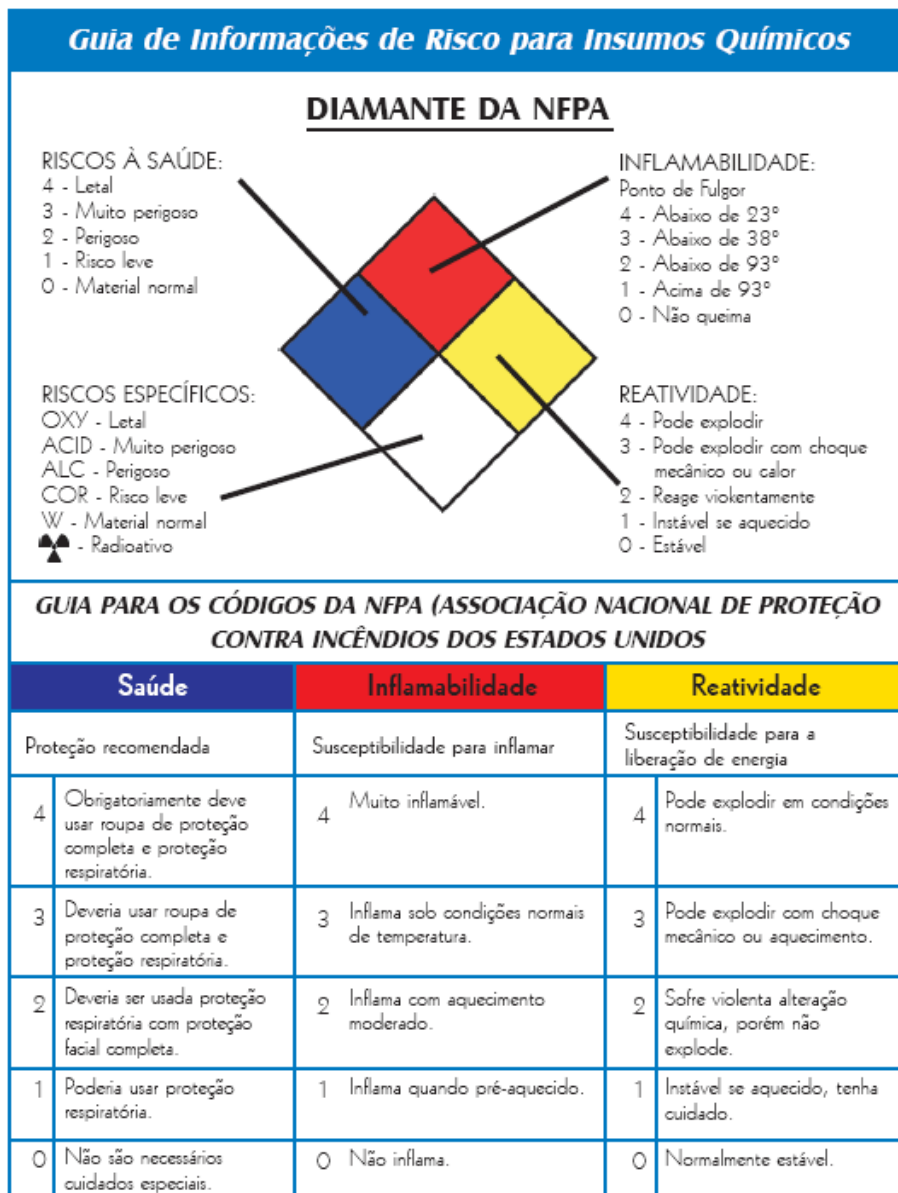 Guia de Informações de Risco para Insumos Químicos
DIAMANTE DA NFPA
RISCOS À SAÚDE:
4 - Letal
3 - Muito perigoso
2 - Perigoso
1 - Risco leve
0 - Material normal
INFLAMABILIDADE:
Ponto de Fulgor
4 - Abaixo de 23º
3 - Abaixo de 38º
2 - Abaixo de 93º
1 - Acima de 93º
0 - Não queima
RISCOS ESPECÍFICOS:
OXY - Letal
ACID - Muito perigoso
ALC - Perigoso
COR - Risco leve
W - Material normal
- Radioativo
REATIVIDADE:
4 - Pode explodir
3 - Pode explodir com choque
mecânico ou calor
2 - Reage viokentamente
1 - Instável se aquecido
0 - Estável
GUIA PARA OS CÓDIGOS DA NFPA (ASSOCIAÇÃO NACIONAL DE PROTEÇÃO
CONTRA INCÊNDIOS DOS ESTADOS UNIDOS
Saúde
Inflamabilidade
Reatividade
Proteção recomendada
Susceptibilidade para inflamar
Susceptibilidade para a
liberação de energia
4
Obrigatoriamente deve
usar roupa de proteção
completa e proteção
respiratória.
4
Muito inflamável.
4
Pode explodir em condições
normais.
3
Deveria usar roupa de
proteção completa e
proteção respiratória.
3
Inflama sob condições normais
de temperatura.
3
Pode explodir com choque
mecânico ou aquecimento.
2
Deveria ser usada proteção
respiratória com proteção
facial completa.
2
Inflama com aquecimento
moderado.
2
Sofre violenta alteração
química, porém não
explode.
1
Poderia usar proteção
respiratória.
1
Inflama quando pré-aquecido.
1
Instável se aquecido, tenha
cuidado.
0
Não são necessários
cuidados especiais.
0
Não inflama.
0
Normalmente estável.